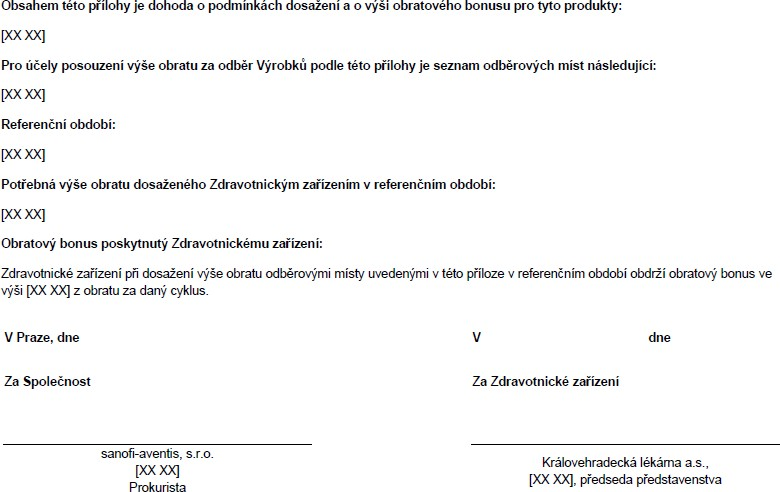 Obsahem této přílohy je dohoda o podmínkách dosažení a o výši obratového bonusu pro tyto produkty:
[XX XX]
Pro účely posouzení výše obratu za odběr Výrobků podle této přílohy je seznam odběrových míst následující:
[XX XX]
Referenční období:
[XX XX]
Potřebná výše obratu dosaženého Zdravotnickým zařízením v referenčním období:
[XX XX]
Obratový bonus poskytnutý Zdravotnickému zařízení:
Zdravotnické zařízení při dosažení výše obratu odběrovými místy uvedenými v této příloze v referenčním období obdrží obratový bonus ve
výši [XX XX] z obratu za daný cyklus.
V Praze, dne
V dne
Za Společnost
Za Zdravotnické zařízení
sanofi-aventis, s.r.o.
[XX XX]
Prokurista
Královehradecká lékárna a.s.,
[XX XX], předseda představenstva